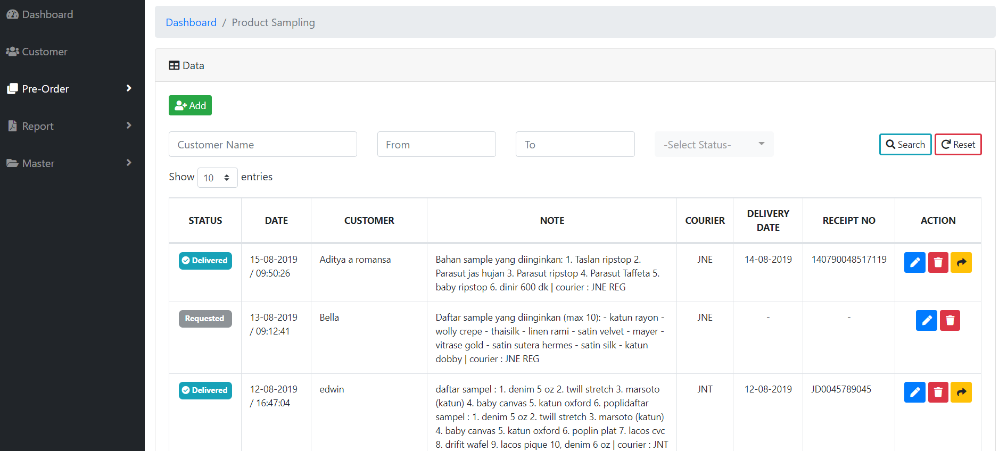 Dashboard
Customer
Pre-Order
Report
Master
Dashboard / Product Sampling
Data
Add
Customer Name
From
To
-Select Status-
Search
Reset
Show 10 entries
STATUS
DATE
CUSTOMER
NOTE
COURIER
DELIVERY
DATE
RECEIPT NO
ACTION
Delivered
15-08-2019
/ 09:50:26
Aditya a romansa
Bahan sample yang diinginkan: 1. Taslan ripstop 2.
Parasut jas hujan 3. Parasut ripstop 4. Parasut Taffeta 5.
baby ripstop 6. dinir 600 dk | courier : JNE REG
JNE
14-08-2019
140790048517119
Requested
13-08-2019
/ 09:12:41
Bella
Daftar sample yang diinginkan (max 10): - katun rayon -
wolly crepe - thaisilk - linen rami - satin velvet - mayer -
vitrase gold - satin sutera hermes - satin silk - katun
dobby | courier : JNE REG
JNE
-
-
Delivered
12-08-2019
/ 16:47:04
edwin
daftar sampel : 1. denim 5 oz 2. twill stretch 3. marsoto
(katun) 4. baby canvas 5. katun oxford 6. poplidaftar
sampel : 1. denim 5 oz 2. twill stretch 3. marsoto (katun)
4. baby canvas 5. katun oxford 6. poplin plat 7. lacos cvc
8. drifit wafel 9. lacos pique 10, denim 6 oz | courier : JNT
JNT
12-08-2019
JD0045789045